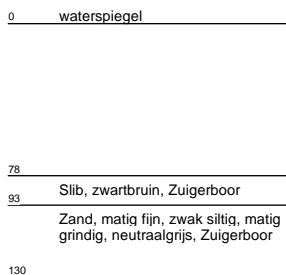 0 waterspiegel
78
Slib, zwartbruin, Zuigerboor
93
Zand, matig fijn, zwak siltig, matig
grindig, neutraalgrijs, Zuigerboor
130